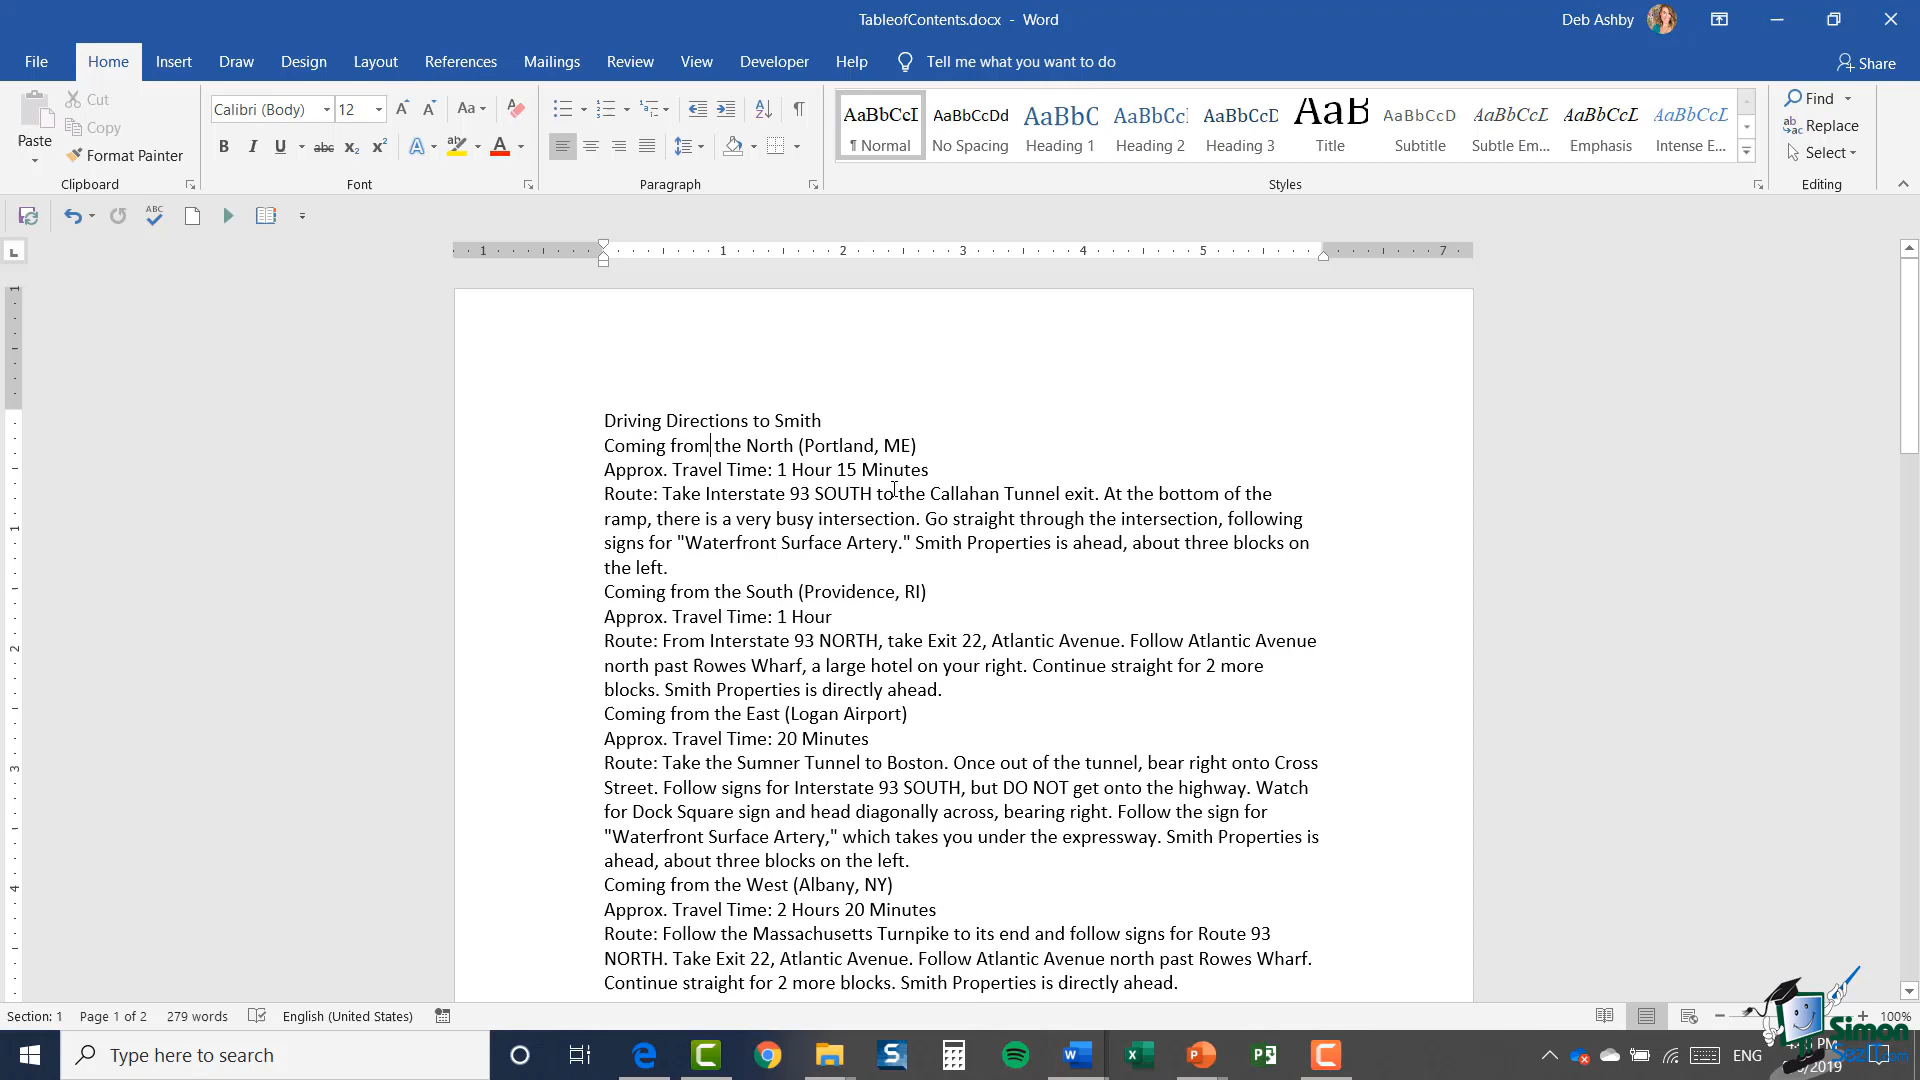 TableofContents.docx - Word
Deb Ashby
File Home Insert Draw Design Layout References Mailings Review View Developer Help Tell me what you want to do
Share
Paste
Cut
Copy
Format Painter
Clipboard
Calibri (Body) 12
Font
Paragraph
AaBbCcI AaBbCcDd AaBbC AaBbCc AaBbCcD AaB AaBbCcD AaBbCcL AaBbCcL AaBbCcL
¶ Normal No Spacing Heading 1 Heading 2 Heading 3 Title Subtitle Subtle Em... Emphasis Intense E...
Styles
Find
Replace
Select
Editing
1 1 2 3 4 5 7
Driving Directions to Smith
Coming from the North (Portland, ME)
Approx. Travel Time: 1 Hour 15 Minutes
Route: Take Interstate 93 SOUTH to the Callahan Tunnel exit. At the bottom of the
ramp, there is a very busy intersection. Go straight through the intersection, following
signs for "Waterfront Surface Artery." Smith Properties is ahead, about three blocks on
the left.
Coming from the South (Providence, RI)
Approx. Travel Time: 1 Hour
Route: From Interstate 93 NORTH, take Exit 22, Atlantic Avenue. Follow Atlantic Avenue
north past Rowes Wharf, a large hotel on your right. Continue straight for 2 more
blocks. Smith Properties is directly ahead.
Coming from the East (Logan Airport)
Approx. Travel Time: 20 Minutes
Route: Take the Sumner Tunnel to Boston. Once out of the tunnel, bear right onto Cross
Street. Follow signs for Interstate 93 SOUTH, but DO NOT get onto the highway. Watch
for Dock Square sign and head diagonally across, bearing right. Follow the sign for
"Waterfront Surface Artery," which takes you under the expressway. Smith Properties is
ahead, about three blocks on the left.
Coming from the West (Albany, NY)
Approx. Travel Time: 2 Hours 20 Minutes
Route: Follow the Massachusetts Turnpike to its end and follow signs for Route 93
NORTH. Take Exit 22, Atlantic Avenue. Follow Atlantic Avenue north past Rowes Wharf.
Continue straight for 2 more blocks. Smith Properties is directly ahead.
Section: 1 Page 1 of 2 279 words English (United States)
100%
Type here to search
ENG
PM
/2019
Simon
Sez IT.com